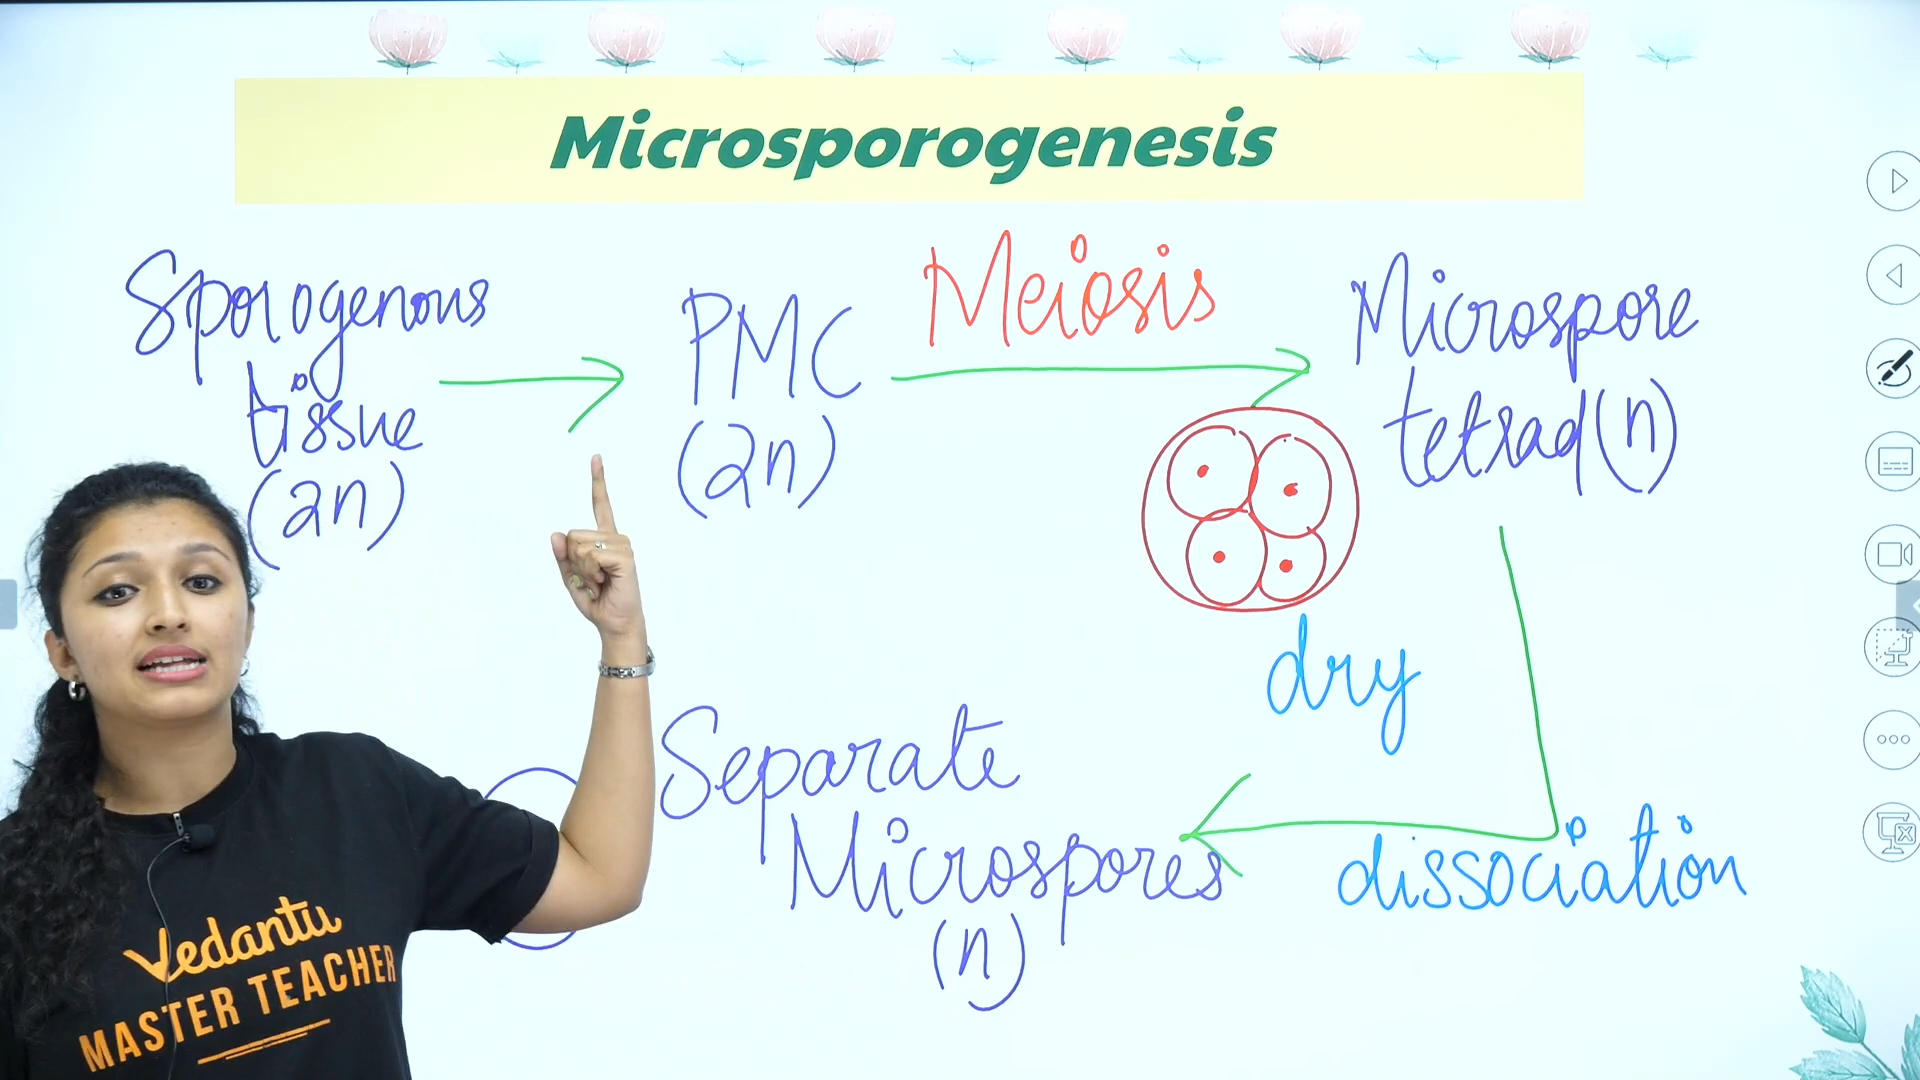 Microsporogenesis
Sporogenous
tissue
(2n)
PMC
(2n)
Meiosis
Microspore
tetrad (n)
dry
dissociation
Separate
Microspores
(n)
Vedantu
MASTER TEACHER